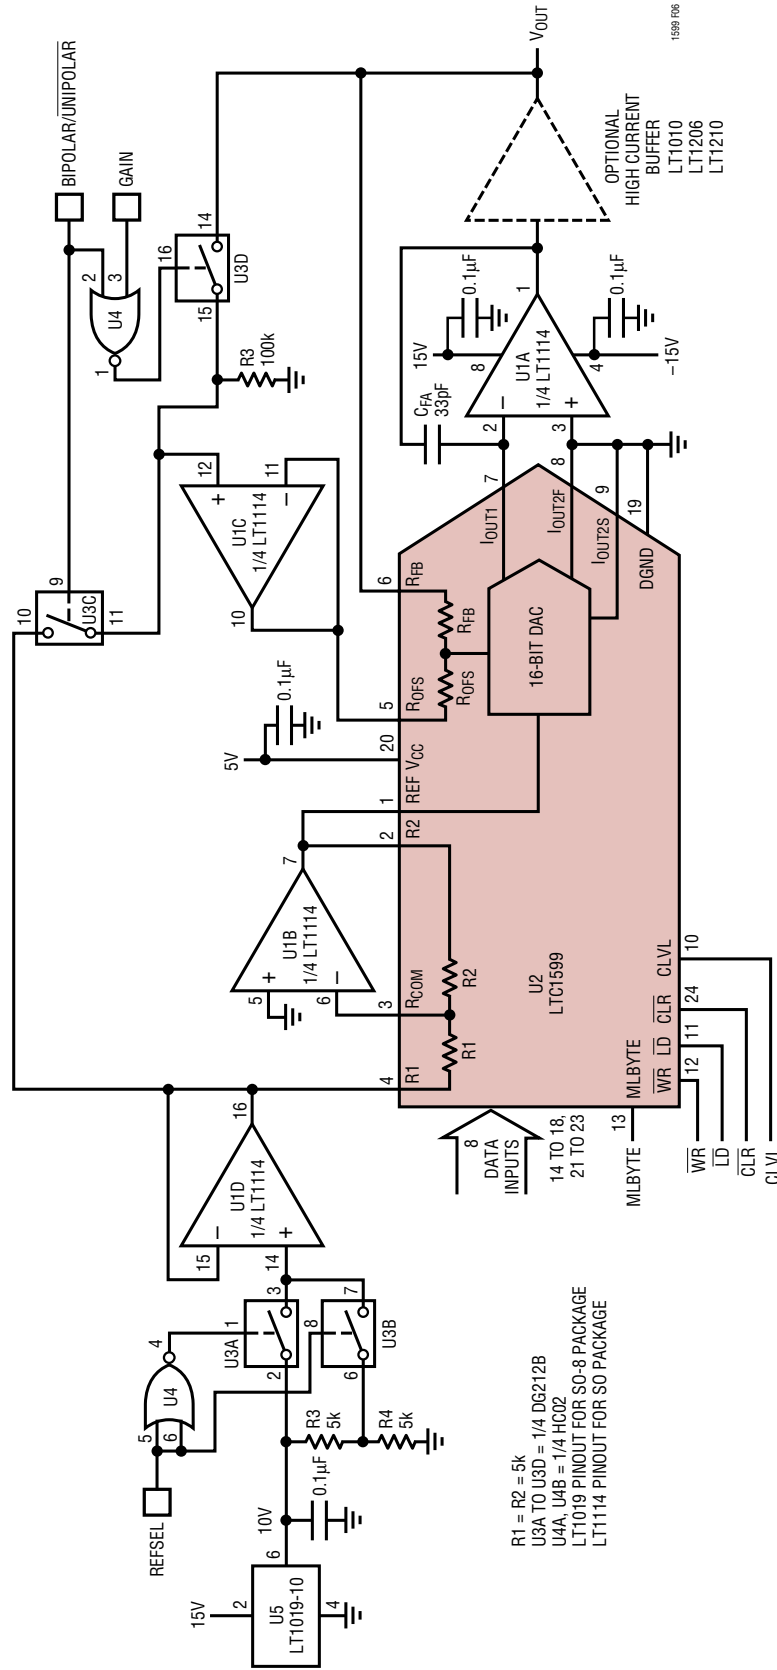 15V
2
U5
LT1019-10
4
6
10V
0.1μF
REFSEL
5
6
U4
4
R3
5k
R4
5k
U3A
1
2
3
8
U3B
6
7
15
14
−
+
U1D
1/4 LT1114
16
R1 = R2 = 5k
U3A TO U3D = 1/4 DG212B
U4A, U4B = 1/4 HC02
LT1019 PINOUT FOR SO-8 PACKAGE
LT1114 PINOUT FOR SO PACKAGE
5
6
+
−
U1B
1/4 LT1114
7
4
3
2
1
20
5
6
R1
RCOM
R2
REF
VCC
ROFS
RFB
R1
R2
ROFS
RFB
5V
0.1μF
U2
LTC1599
16-BIT DAC
8
DATA
INPUTS
14 TO 18,
21 TO 23
MLBYTE
13
MLBYTE
WR
LD
CLR
CLVL
12
11
24
10
WR
LD
CLR
CLVL
IOUT1
IOUT2F
IOUT2S
DGND
7
8
9
19
10
9
U3C
11
U1C
1/4 LT1114
10
+
−
12
11
R3
100k
15
16
14
U3D
1
U4
2
3
BIPOLAR/UNIPOLAR
GAIN
CFA
33pF
2
3
−
+
U1A
1/4 LT1114
1
15V
8
0.1μF
4
−15V
0.1μF
OPTIONAL
HIGH CURRENT
BUFFER
LT1010
LT1206
LT1210
VOUT
1599 F06